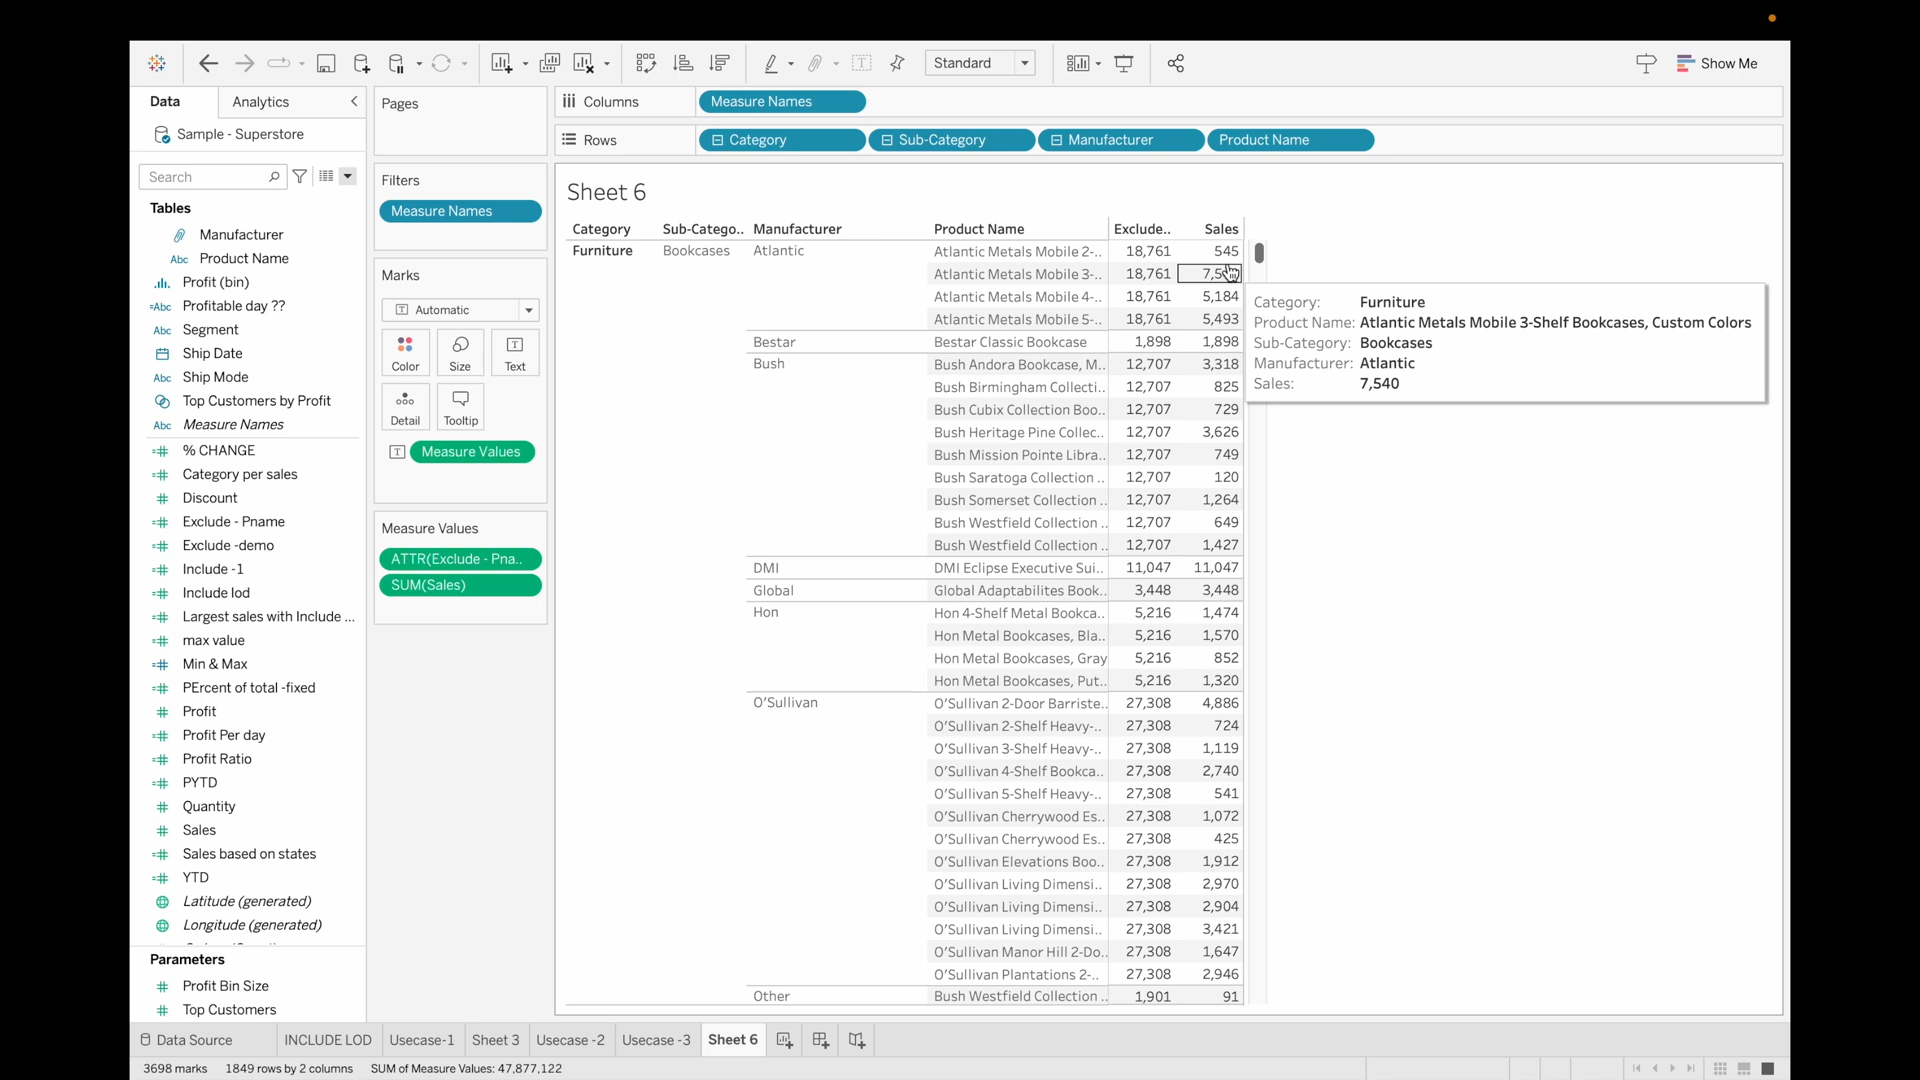 Standard
Show Me
Data
Analytics
Pages
Columns
Measure Names
Sample - Superstore
Rows
Category
Sub-Category
Manufacturer
Product Name
Search
Filters
Measure Names
Sheet 6
Tables
Manufacturer
Abc Product Name
Profit (bin)
=Abc Profitable day ??
Abc Segment
Ship Date
Abc Ship Mode
Top Customers by Profit
Abc Measure Names
% CHANGE
Category per sales
Discount
Exclude - Pname
Exclude -demo
Include -1
Include lod
Largest sales with Include ...
max value
Min & Max
PErcent of total -fixed
Profit
Profit Per day
Profit Ratio
PYTD
Quantity
Sales
Sales based on states
YTD
Latitude (generated)
Longitude (generated)
Parameters
Profit Bin Size
Top Customers
Marks
Automatic
Color
Size
Text
Detail
Tooltip
Measure Values
Measure Values
ATTR(Exclude - Pna..
SUM(Sales)
Category Sub-Catego.. Manufacturer Product Name Exclude.. Sales
Furniture Bookcases Atlantic Atlantic Metals Mobile 2-.. 18,761 545
Atlantic Metals Mobile 3-.. 18,761
Atlantic Metals Mobile 4-.. 18,761 5,184
Atlantic Metals Mobile 5-.. 18,761 5,493
Bestar Bestar Classic Bookcase 1,898 1,898
Bush Bush Andora Bookcase, M.. 12,707 3,318
Bush Birmingham Collecti.. 12,707 825
Bush Cubix Collection Boo.. 12,707 729
Bush Heritage Pine Collec.. 12,707 3,626
Bush Mission Pointe Libra.. 12,707 749
Bush Saratoga Collection .. 12,707 120
Bush Somerset Collection .. 12,707 1,264
Bush Westfield Collection .. 12,707 649
Bush Westfield Collection .. 12,707 1,427
DMI DMI Eclipse Executive Sui.. 11,047 11,047
Global Global Adaptabilites Book.. 3,448 3,448
Hon Hon 4-Shelf Metal Bookca.. 5,216 1,474
Hon Metal Bookcases, Bla.. 5,216 1,570
Hon Metal Bookcases, Gray 5,216 852
Hon Metal Bookcases, Put.. 5,216 1,320
O'Sullivan O'Sullivan 2-Door Barriste.. 27,308 4,886
O'Sullivan 2-Shelf Heavy-.. 27,308 724
O'Sullivan 3-Shelf Heavy-.. 27,308 1,119
O'Sullivan 4-Shelf Bookca.. 27,308 2,740
O'Sullivan 5-Shelf Heavy-.. 27,308 541
O'Sullivan Cherrywood Es.. 27,308 1,072
O'Sullivan Cherrywood Es.. 27,308 425
O'Sullivan Elevations Boo.. 27,308 1,912
O'Sullivan Living Dimensi.. 27,308 2,970
O'Sullivan Living Dimensi.. 27,308 2,904
O'Sullivan Living Dimensi.. 27,308 3,421
O'Sullivan Manor Hill 2-Do.. 27,308 1,647
O'Sullivan Plantations 2-.. 27,308 2,946
Other Bush Westfield Collection .. 1,901 91
Category: Furniture
Product Name: Atlantic Metals Mobile 3-Shelf Bookcases, Custom Colors
Sub-Category: Bookcases
Manufacturer: Atlantic
Sales: 7,540
Data Source
INCLUDE LOD
Usecase-1
Sheet 3
Usecase -2
Usecase -3
Sheet 6
3698 marks 1849 rows by 2 columns SUM of Measure Values: 47,877,122